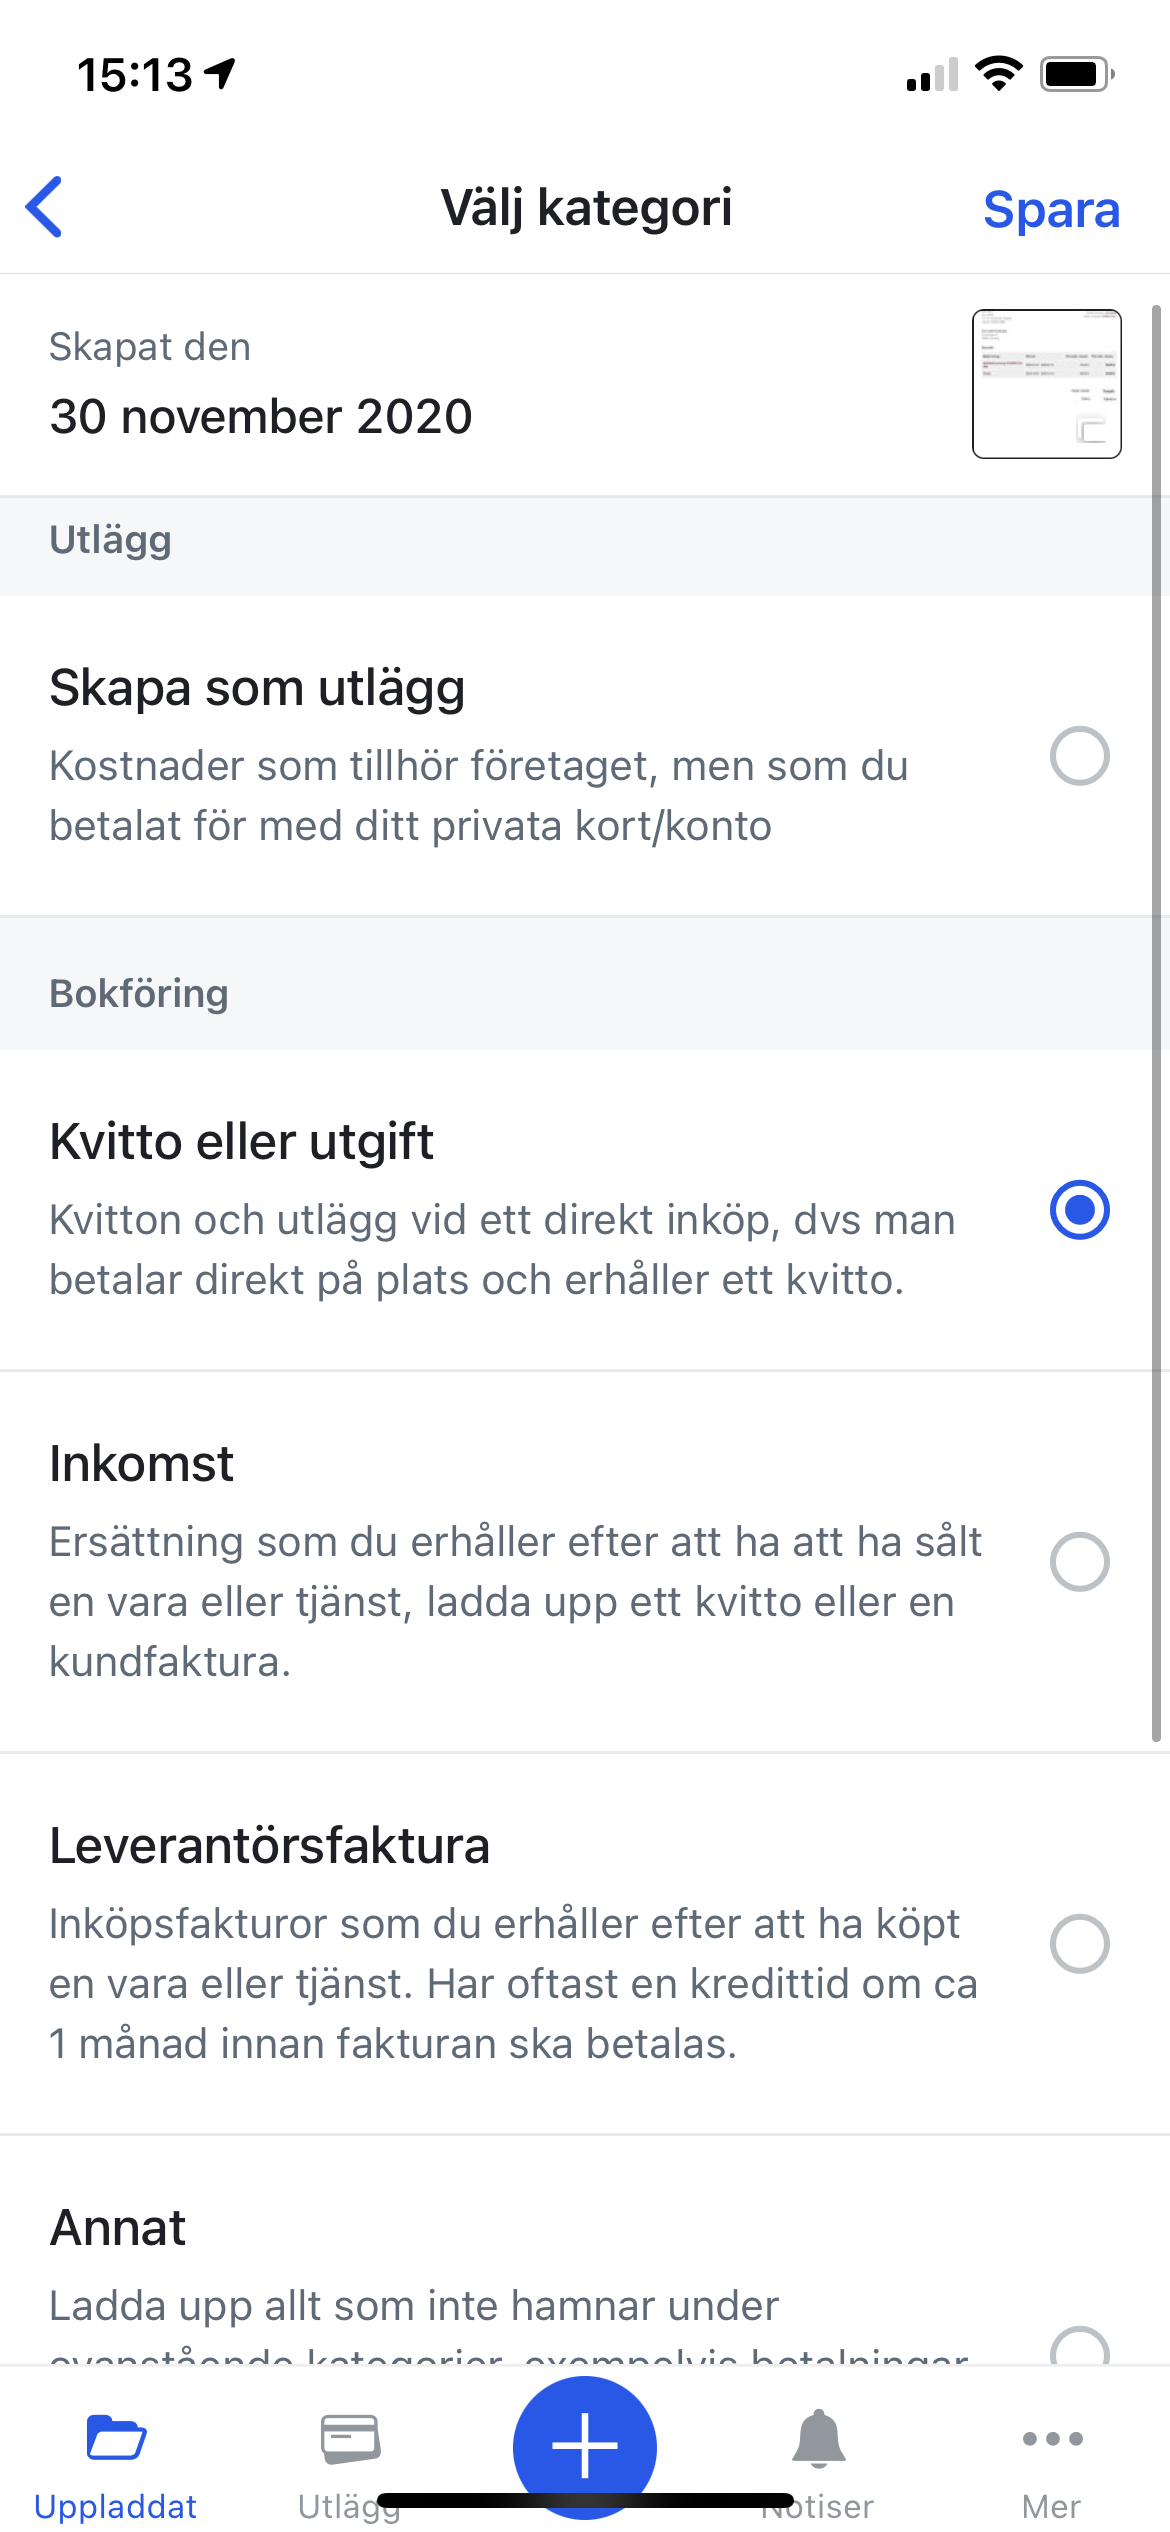 15:13
Välj kategori
Spara
Skapat den
30 november 2020
Utlägg
Skapa som utlägg
Kostnader som tillhör företaget, men som du
betalat för med ditt privata kort/konto
Bokföring
Kvitto eller utgift
Kvitton och utlägg vid ett direkt inköp, dvs man
betalar direkt på plats och erhåller ett kvitto.
Inkomst
Ersättning som du erhåller efter att ha att ha sålt
en vara eller tjänst, ladda upp ett kvitto eller en
kundfaktura.
Leverantörsfaktura
Inköpsfakturor som du erhåller efter att ha köpt
en vara eller tjänst. Har oftast en kredittid om ca
1 månad innan fakturan ska betalas.
Annat
Ladda upp allt som inte hamnar under
ovanstående kategorier, exempelvis betalningar
Uppladdat
Utlägg
Notiser
Mer